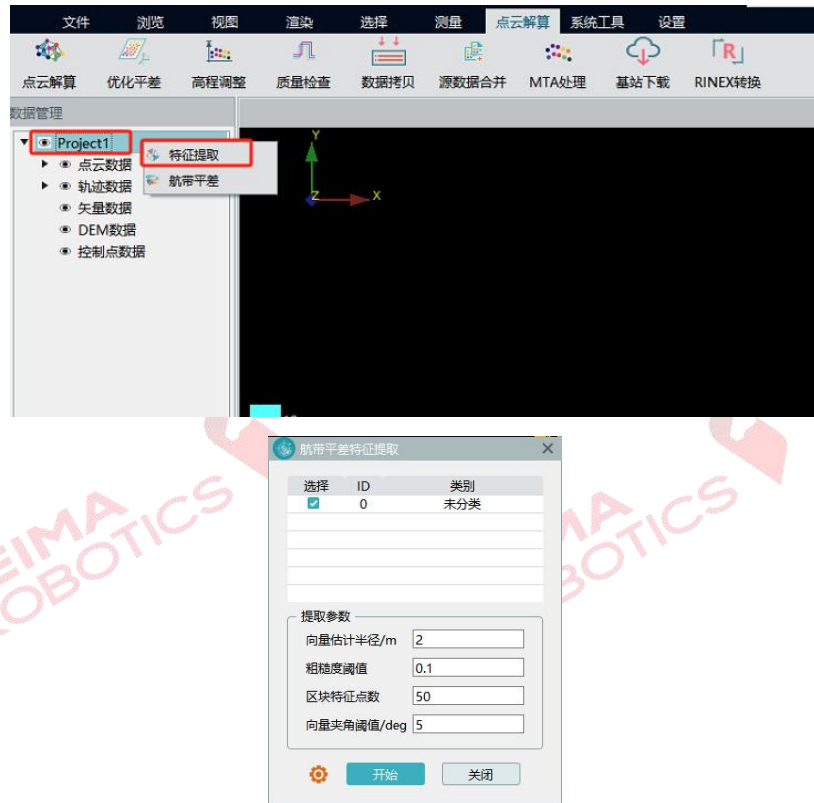 文件 浏览 视图 渲染 选择 测量 点云解算 系统工具 设置
点云解算 优化平差 高程调整 质量检查 数据拷贝 源数据合并 MTA处理 基站下载 RINEX转换
数据管理
Project1
特征提取
点云数据
航带平差
轨迹数据
矢量数据
DEM数据
控制点数据
Y
Z X
航带平差特征提取
选择 ID 类别
0 未分类
提取参数
向量估计半径/m 2
粗糙度阈值 0.1
区块特征点数 50
向量夹角阈值/deg 5
开始 关闭
ROBOTICS